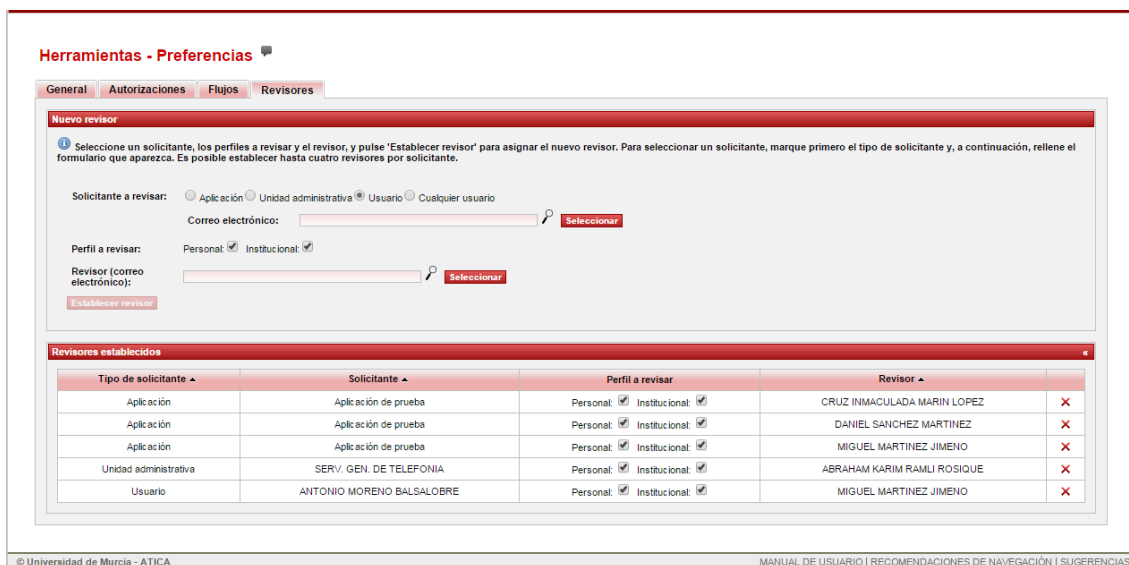 Herramientas - Preferencias
General Autorizaciones Flujos Revisores
Nuevo revisor
Seleccione un solicitante, los perfiles a revisar y el revisor, y pulse 'Establecer revisor' para asignar el nuevo revisor. Para seleccionar un solicitante, marque primero el tipo de solicitante y, a continuación, rellene el
formulario que aparezca. Es posible establecer hasta cuatro revisores por solicitante.
Solicitante a revisar: Aplicación Unidad administrativa Usuario Cualquier usuario
Correo electrónico: Seleccionar
Perfil a revisar: Personal: Institucional:
Revisor (correo
electrónico): Seleccionar
Establecer revisor
Revisores establecidos «
Tipo de solicitante Solicitante Perfil a revisar Revisor
Aplicación Aplicación de prueba Personal: Institucional: CRUZ INMACULADA MARIN LOPEZ
Aplicación Aplicación de prueba Personal: Institucional: DANIEL SANCHEZ MARTINEZ
Aplicación Aplicación de prueba Personal: Institucional: MIGUEL MARTINEZ JIMENO
Unidad administrativa SERV. GEN. DE TELEFONIA Personal: Institucional: ABRAHAM KARIM RAMLI ROSIQUE
Usuario ANTONIO MORENO BALSALOBRE Personal: Institucional: MIGUEL MARTINEZ JIMENO
© Universidad de Murcia - ATICA MANUAL DE USUARIO | RECOMENDACIONES DE NAVEGACIÓN | SUGERENCIAS